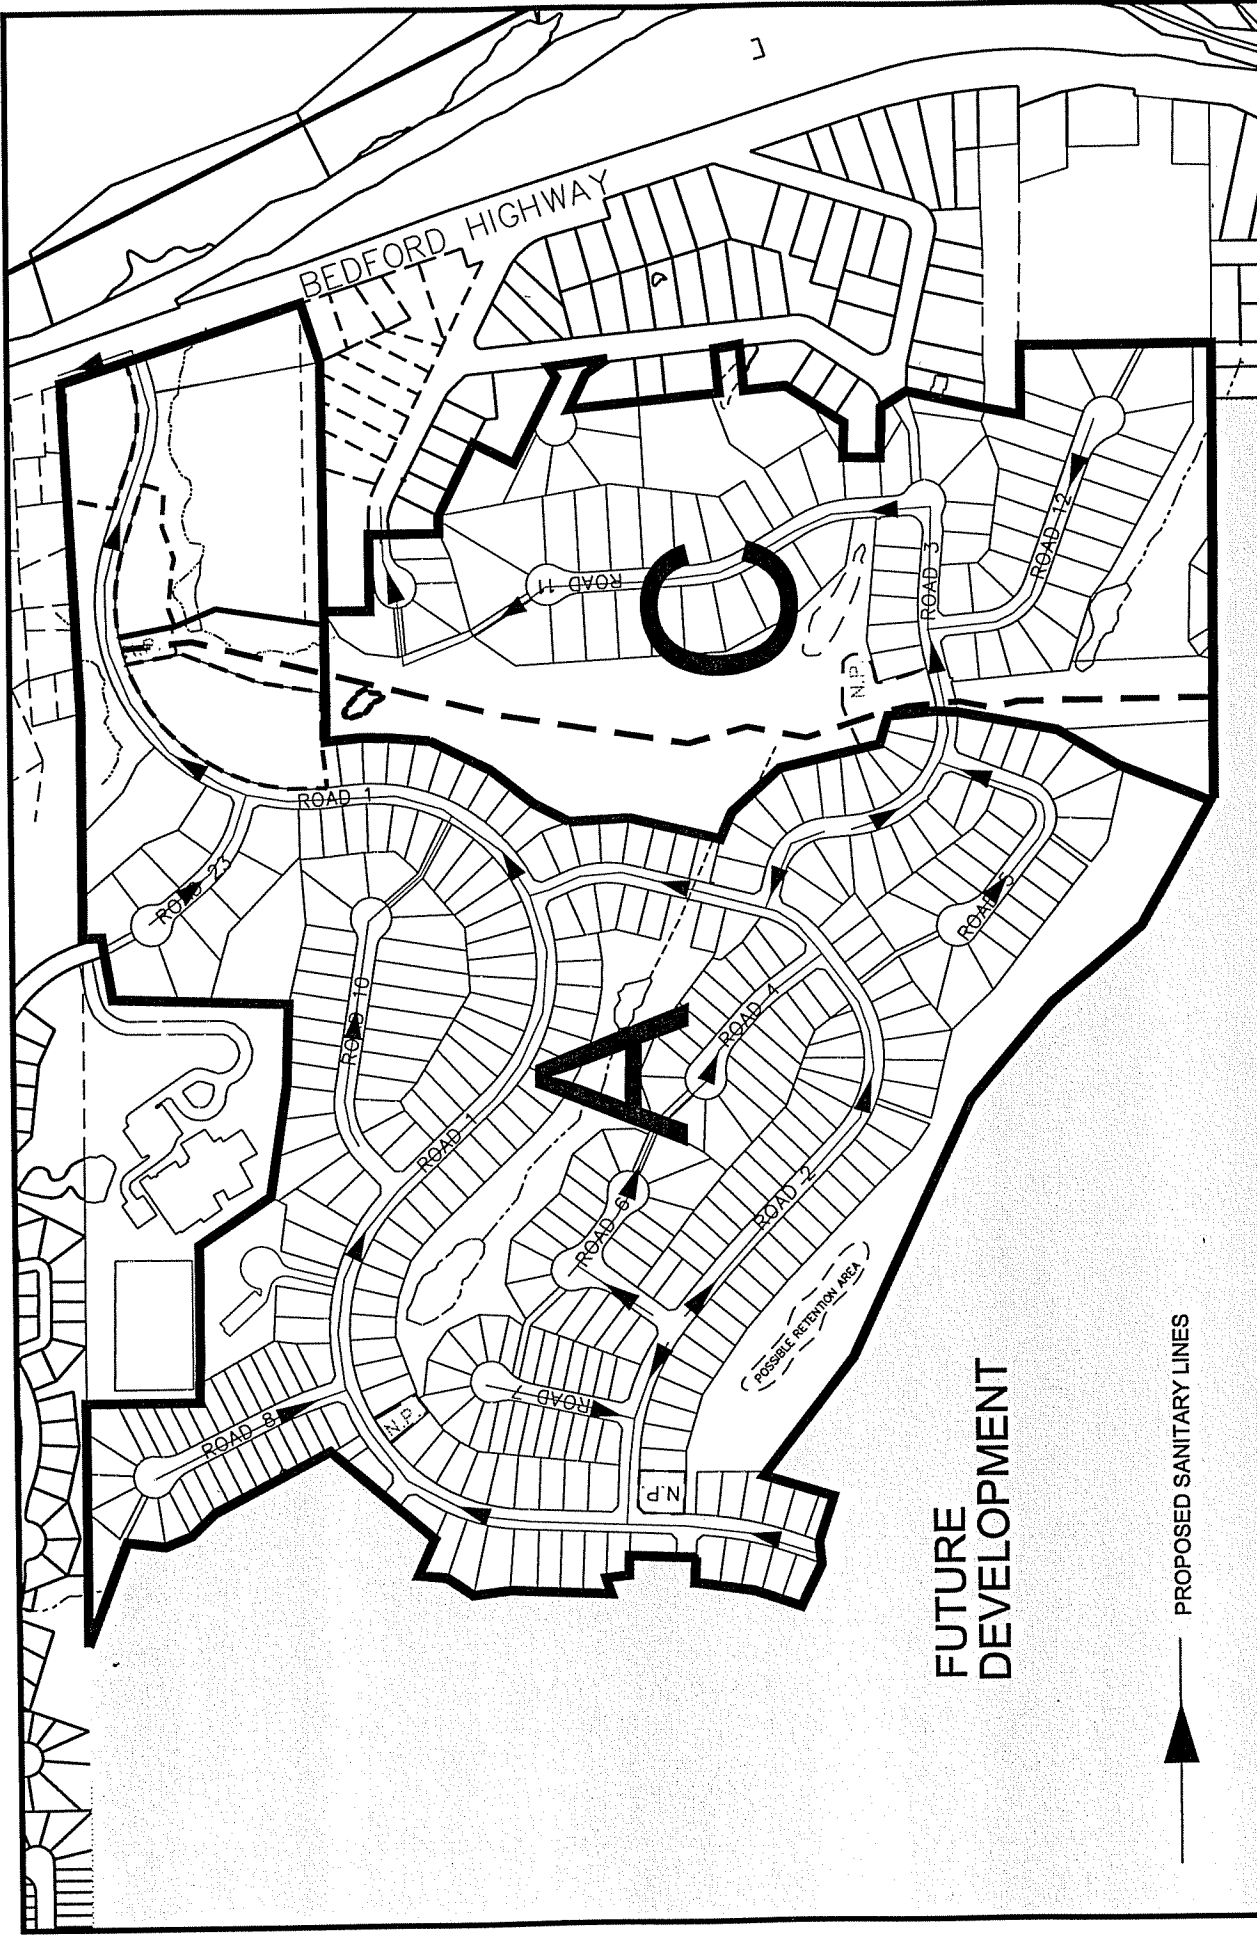 BEDFORD HIGHWAY
ROAD 1
ROAD 23
ROAD 10
ROAD 11
C
ROAD 3
ROAD 12
N.P.
ROAD 5
A
ROAD 4
ROAD 1
ROAD 6
ROAD 2
ROAD 7
ROAD 8
N.P.
N.P.
POSSIBLE RETENTION AREA
FUTURE
DEVELOPMENT
PROPOSED SANITARY LINES